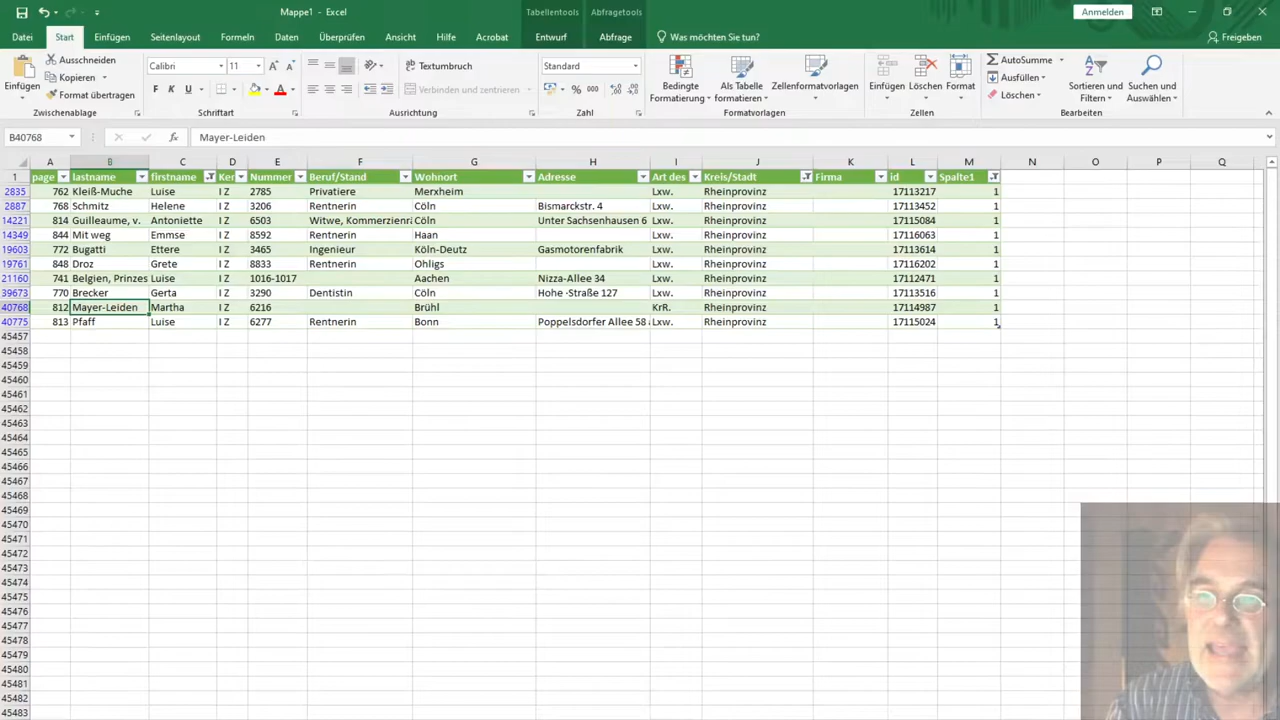 Mappe1 - Excel Tabellentools Abfragetools Anmelden
Datei Start Einfügen Seitenlayout Formeln Daten Überprüfen Ansicht Hilfe Acrobat Entwurf Abfrage Was möchten Sie tun? Freigeben
Einfügen Ausschneiden Kopieren Format übertragen
Calibri 11 F K U
Textumbruch Verbinden und zentrieren
Standard % 000
Bedingte Formatierung Als Tabelle formatieren Zellenformatvorlagen
Einfügen Löschen Format
AutoSumme Ausfüllen Löschen Sortieren und Filtern Suchen und Auswählen
Zwischenablage Schriftart Ausrichtung Zahl Formatvorlagen Zellen Bearbeiten
B40768 fx Mayer-Leiden
A B C D E F G H I J K L M N O P Q
1 page lastname firstname Ker Nummer Beruf/Stand Wohnort Adresse Art des Kreis/Stadt Firma id Spalte1
2835 762 Kleiß-Muche Luise I Z 2785 Privatiere Merxheim Lxw. Rheinprovinz 17113217 1
2887 768 Schmitz Helene I Z 3206 Rentnerin Cöln Bismarckstr. 4 Lxw. Rheinprovinz 17113452 1
14221 814 Guilleaume, v. Antoniette I Z 6503 Witwe, Kommerzienr Cöln Unter Sachsenhausen 6 Lxw. Rheinprovinz 17115084 1
14349 844 Mit weg Emmse I Z 8592 Rentnerin Haan Lxw. Rheinprovinz 17116063 1
19603 772 Bugatti Ettere I Z 3465 Ingenieur Köln-Deutz Gasmotorenfabrik Lxw. Rheinprovinz 17113614 1
19761 848 Droz Grete I Z 8833 Rentnerin Ohligs Lxw. Rheinprovinz 17116202 1
21160 741 Belgien, Prinzes Luise I Z 1016-1017 Aachen Nizza-Allee 34 Lxw. Rheinprovinz 17112471 1
39673 770 Brecker Gerta I Z 3290 Dentistin Cöln Hohe -Straße 127 Lxw. Rheinprovinz 17113516 1
40768 812 Mayer-Leiden Martha I Z 6216 Brühl KrR. Rheinprovinz 17114987 1
40775 813 Pfaff Luise I Z 6277 Rentnerin Bonn Poppelsdorfer Allee 58 Lxw. Rheinprovinz 17115024 1
45457
45458
45459
45460
45461
45462
45463
45464
45465
45466
45467
45468
45469
45470
45471
45472
45473
45474
45475
45476
45477
45478
45479
45480
45481
45482
45483